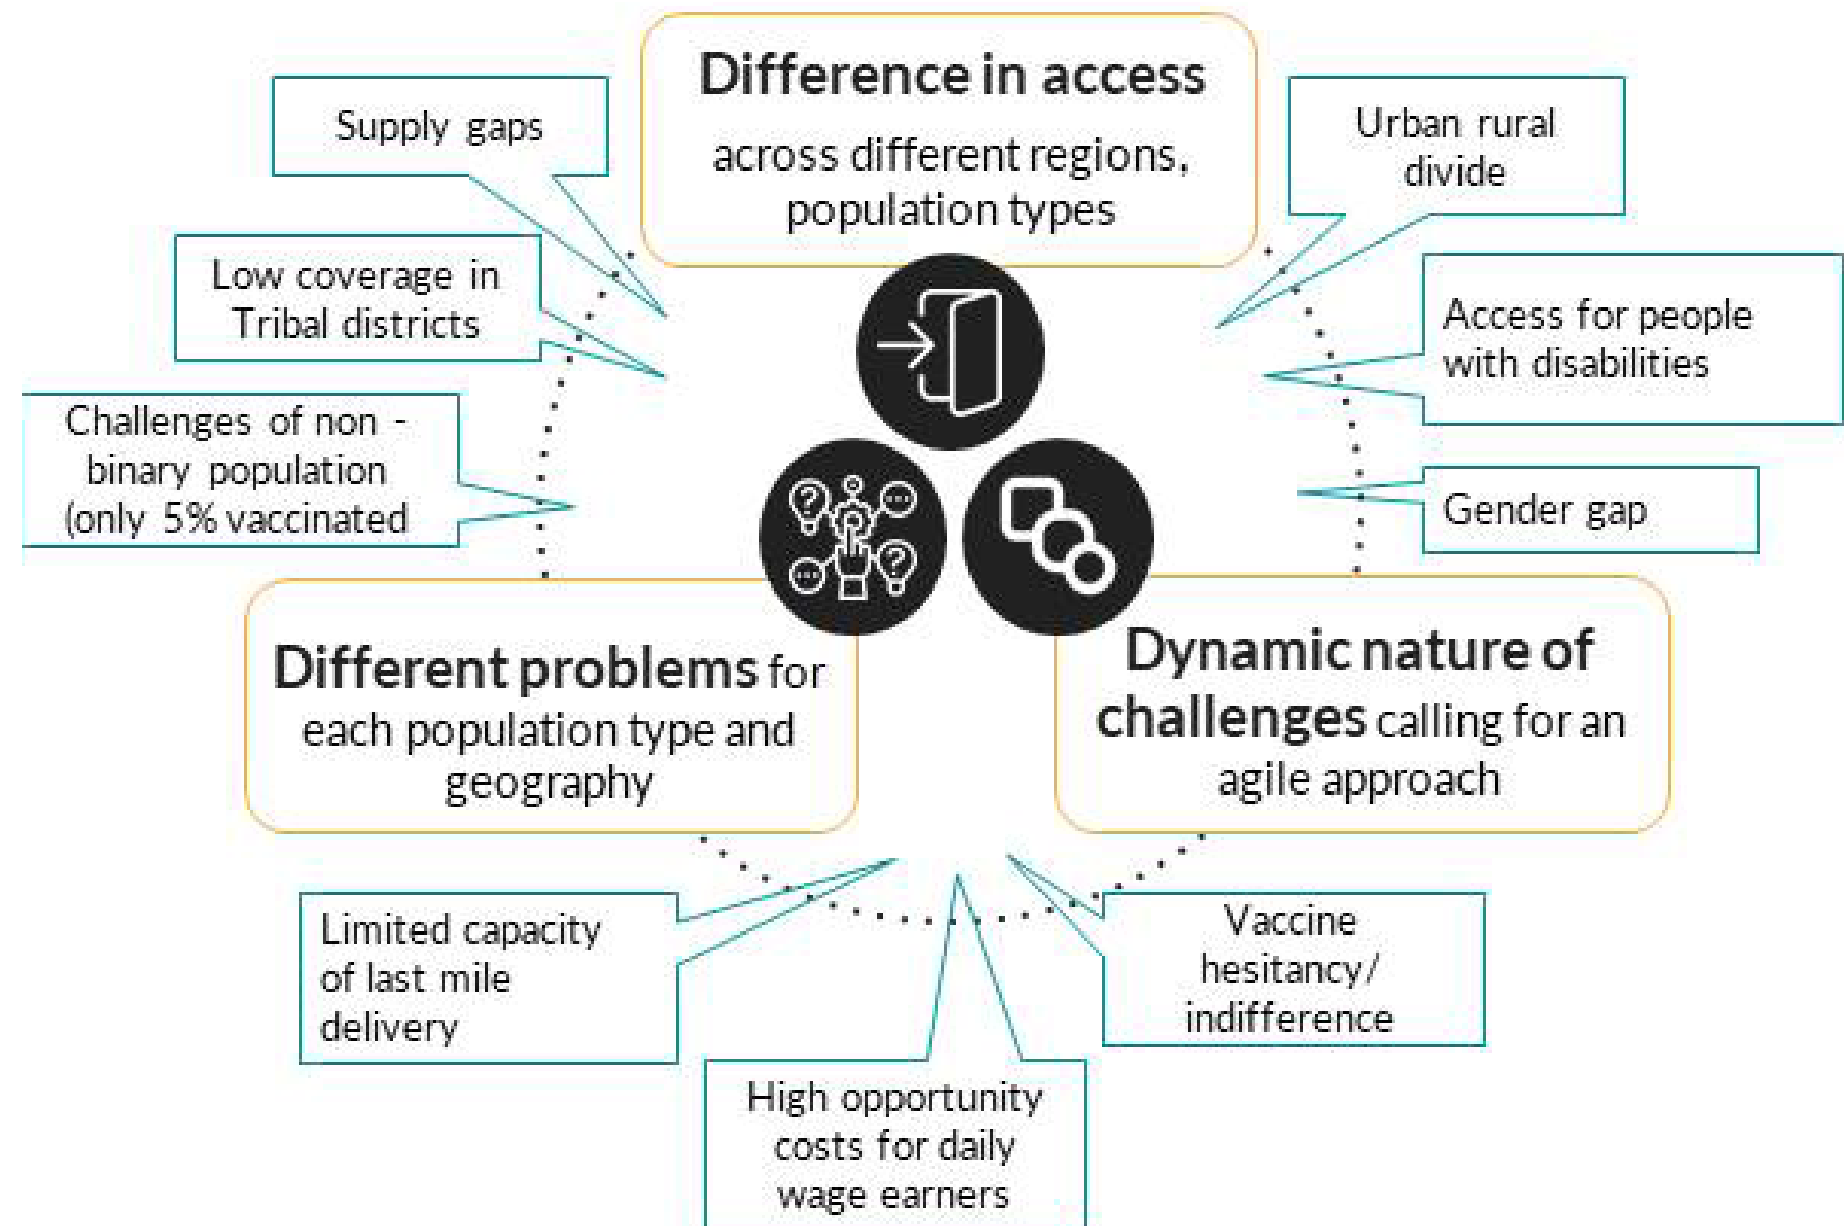 Difference in access
across different regions,
population types
Supply gaps
Low coverage in
Tribal districts
Challenges of non -
binary population
(only 5% vaccinated
Urban rural
divide
Access for people
with disabilities
Gender gap
Different problems for
each population type and
geography
Dynamic nature of
challenges calling for an
agile approach
Limited capacity
of last mile
delivery
High opportunity
costs for daily
wage earners
Vaccine
hesitancy/
indifference